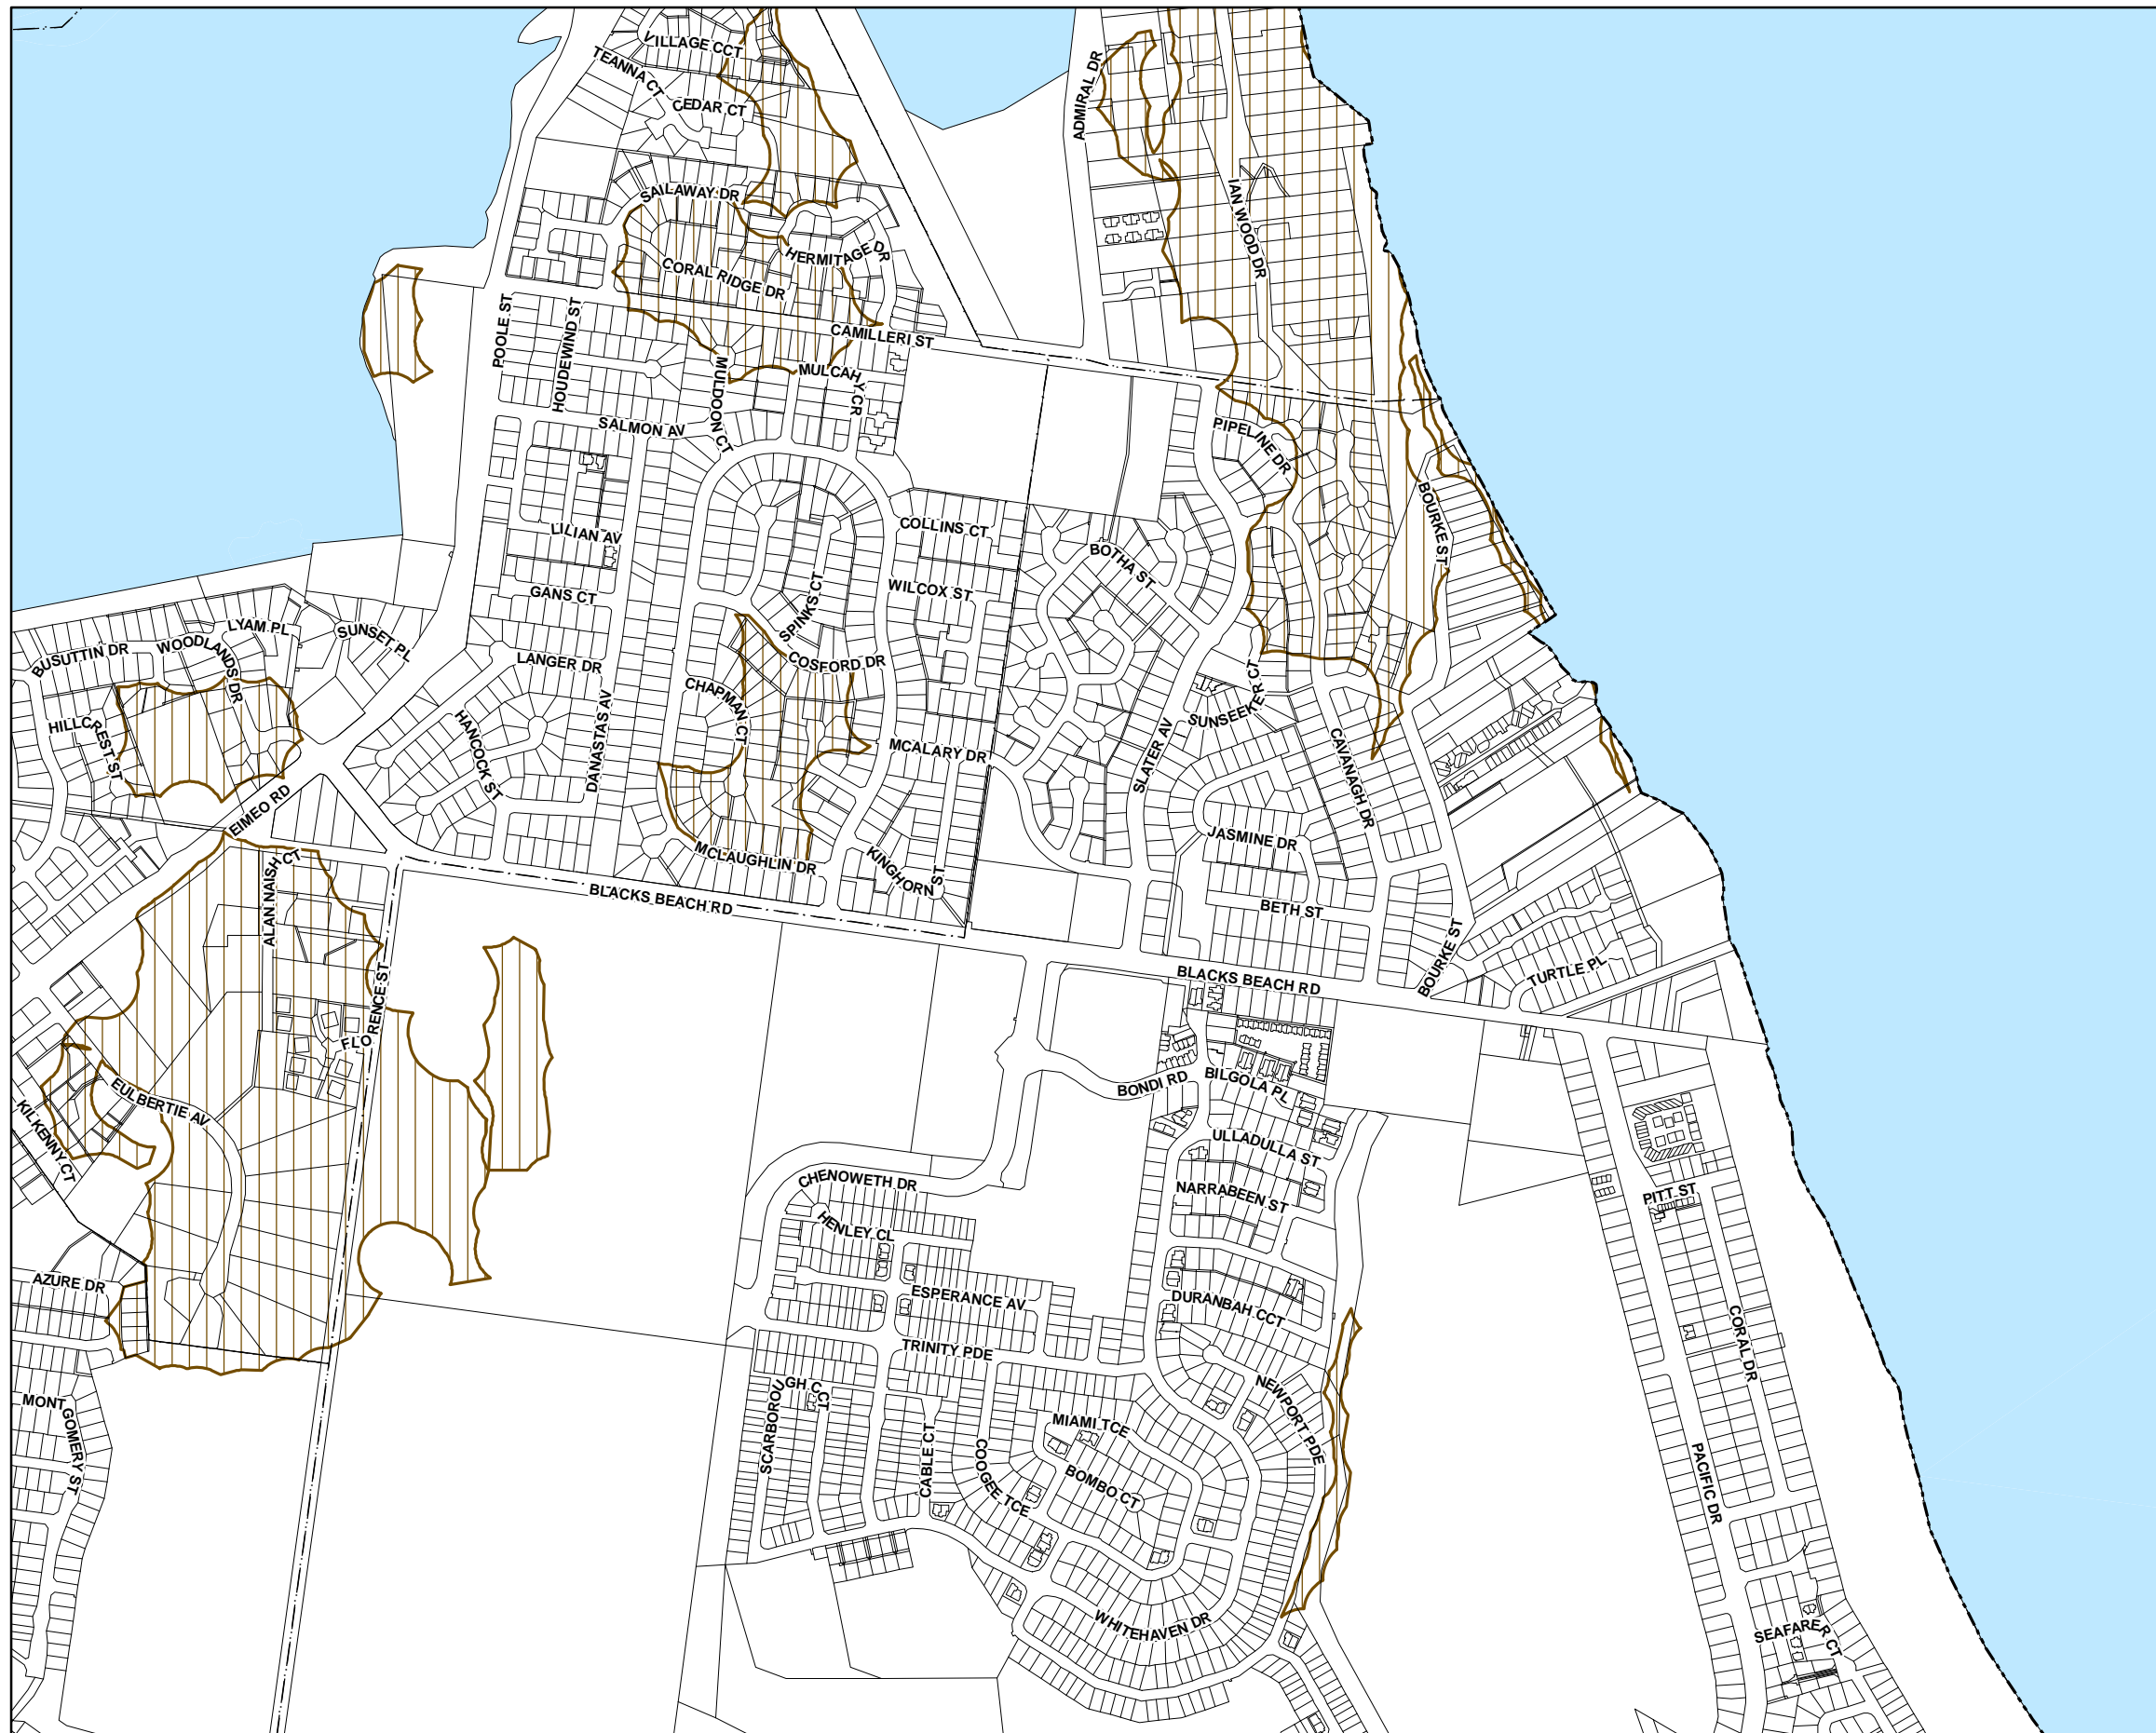 VILLAGE CCT
TEANNA CT
CEDAR CT
ADMIRAL DR
SAILAWAY DR
IAN WOOD DR
HERMITAGE DR
CORAL RIDGE DR
POOLE ST
HOUDEWIND ST
CAMILLERI ST
MULDOON CT
MULCAHY CR
SALMON AV
PIPELINE DR
BOURKE ST
LILIAN AV
COLLINS CT
BOTHA ST
GANS CT
WILCOX ST
SPINKS CT
LYAM PL
SUNSET PL
BUSUTTIN DR
WOODLANDS DR
LANGER DR
COSFORD DR
CHAPMAN CT
SUNSEEKER CT
HILLCREST ST
HANCOCK ST
DANASTAS AV
MCALARY DR
SLATER AV
CAVANAGH DR
EIMEO RD
JASMINE DR
MCLAUGHLIN DR
KINGHORN ST
ALAN NAISH CT
BLACKS BEACH RD
BETH ST
BOURKE ST
TURTLE PL
BLACKS BEACH RD
FLORENCE ST
BONDI RD
BILGOLA PL
EULBERTIE AV
KILKENNY CT
ULLADULLA ST
CHENOWETH DR
NARRABEEN ST
PITT ST
HENLEY CL
AZURE DR
ESPERANCE AV
DURANBAH CCT
CORAL DR
TRINITY PDE
SCARBOROUGH CCT
NEWPORT PDE
MONTGOMERY ST
MIAMI TCE
CABLE CT
COOGEE TCE
BOMBO CT
PACIFIC DR
WHITEHAVEN DR
SEAFARER CT